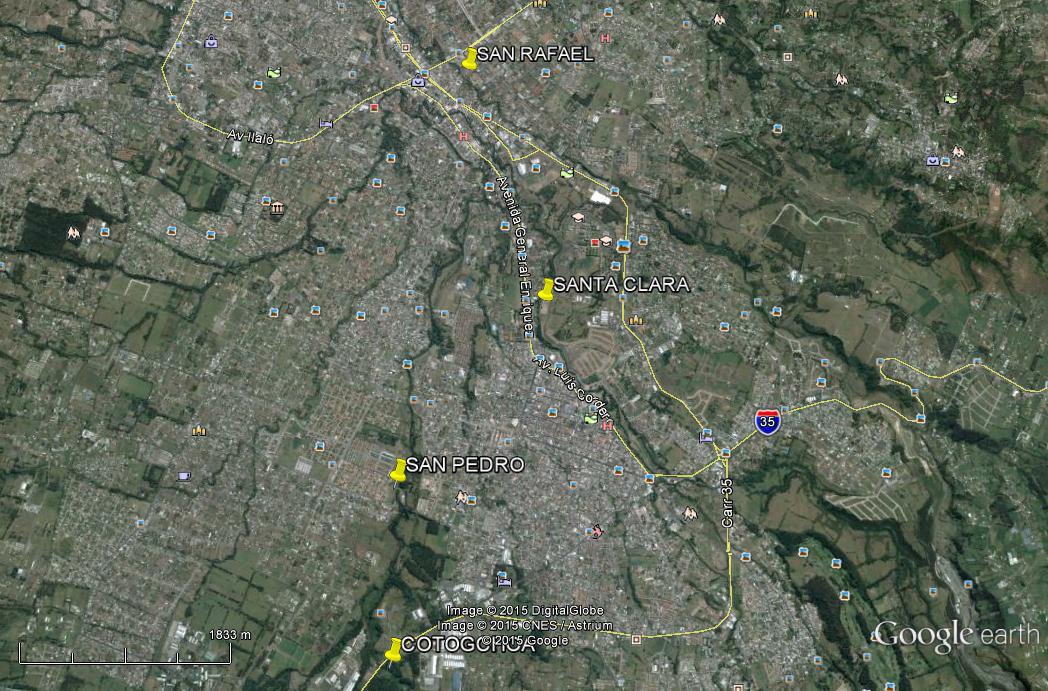 SAN RAFAEL
H
Av Ilaló
H
Avenida General Enriquez
SANTA CLARA
Av. Luis Cordero
H
35
SAN PEDRO
Carr 35
Image © 2015 DigitalGlobe
Image © 2015 CNES / Astrium
© 2015 Google
1833 m
Google earth